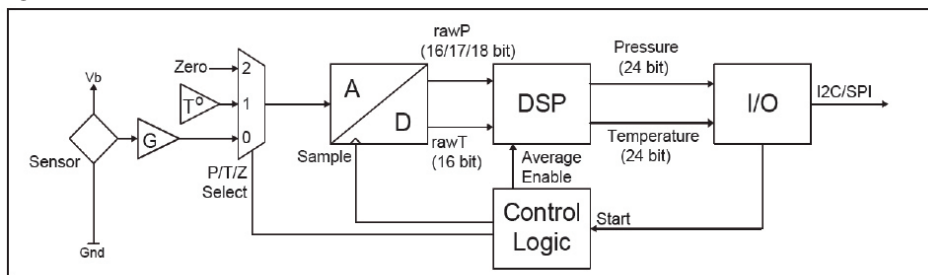 Vb
Sensor
Gnd
G
Zero
T°
2
1
0
P/T/Z
Select
A
D
Sample
rawP
(16/17/18 bit)
rawT
(16 bit)
DSP
Average
Enable
Control
Logic
Pressure
(24 bit)
Temperature
(24 bit)
Start
I/O
I2C/SPI